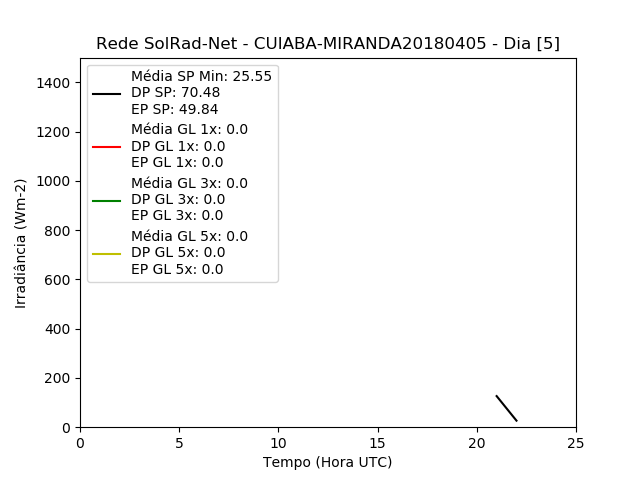 Rede SolRad-Net - CUIABA-MIRANDA20180405 - Dia [5]
Média SP Min: 25.55
DP SP: 70.48
EP SP: 49.84
Média GL 1x: 0.0
DP GL 1x: 0.0
EP GL 1x: 0.0
Média GL 3x: 0.0
DP GL 3x: 0.0
EP GL 3x: 0.0
Média GL 5x: 0.0
DP GL 5x: 0.0
EP GL 5x: 0.0
Irradiância (Wm-2)
1400
1200
1000
800
600
400
200
0
0 5 10 15 20 25
Tempo (Hora UTC)